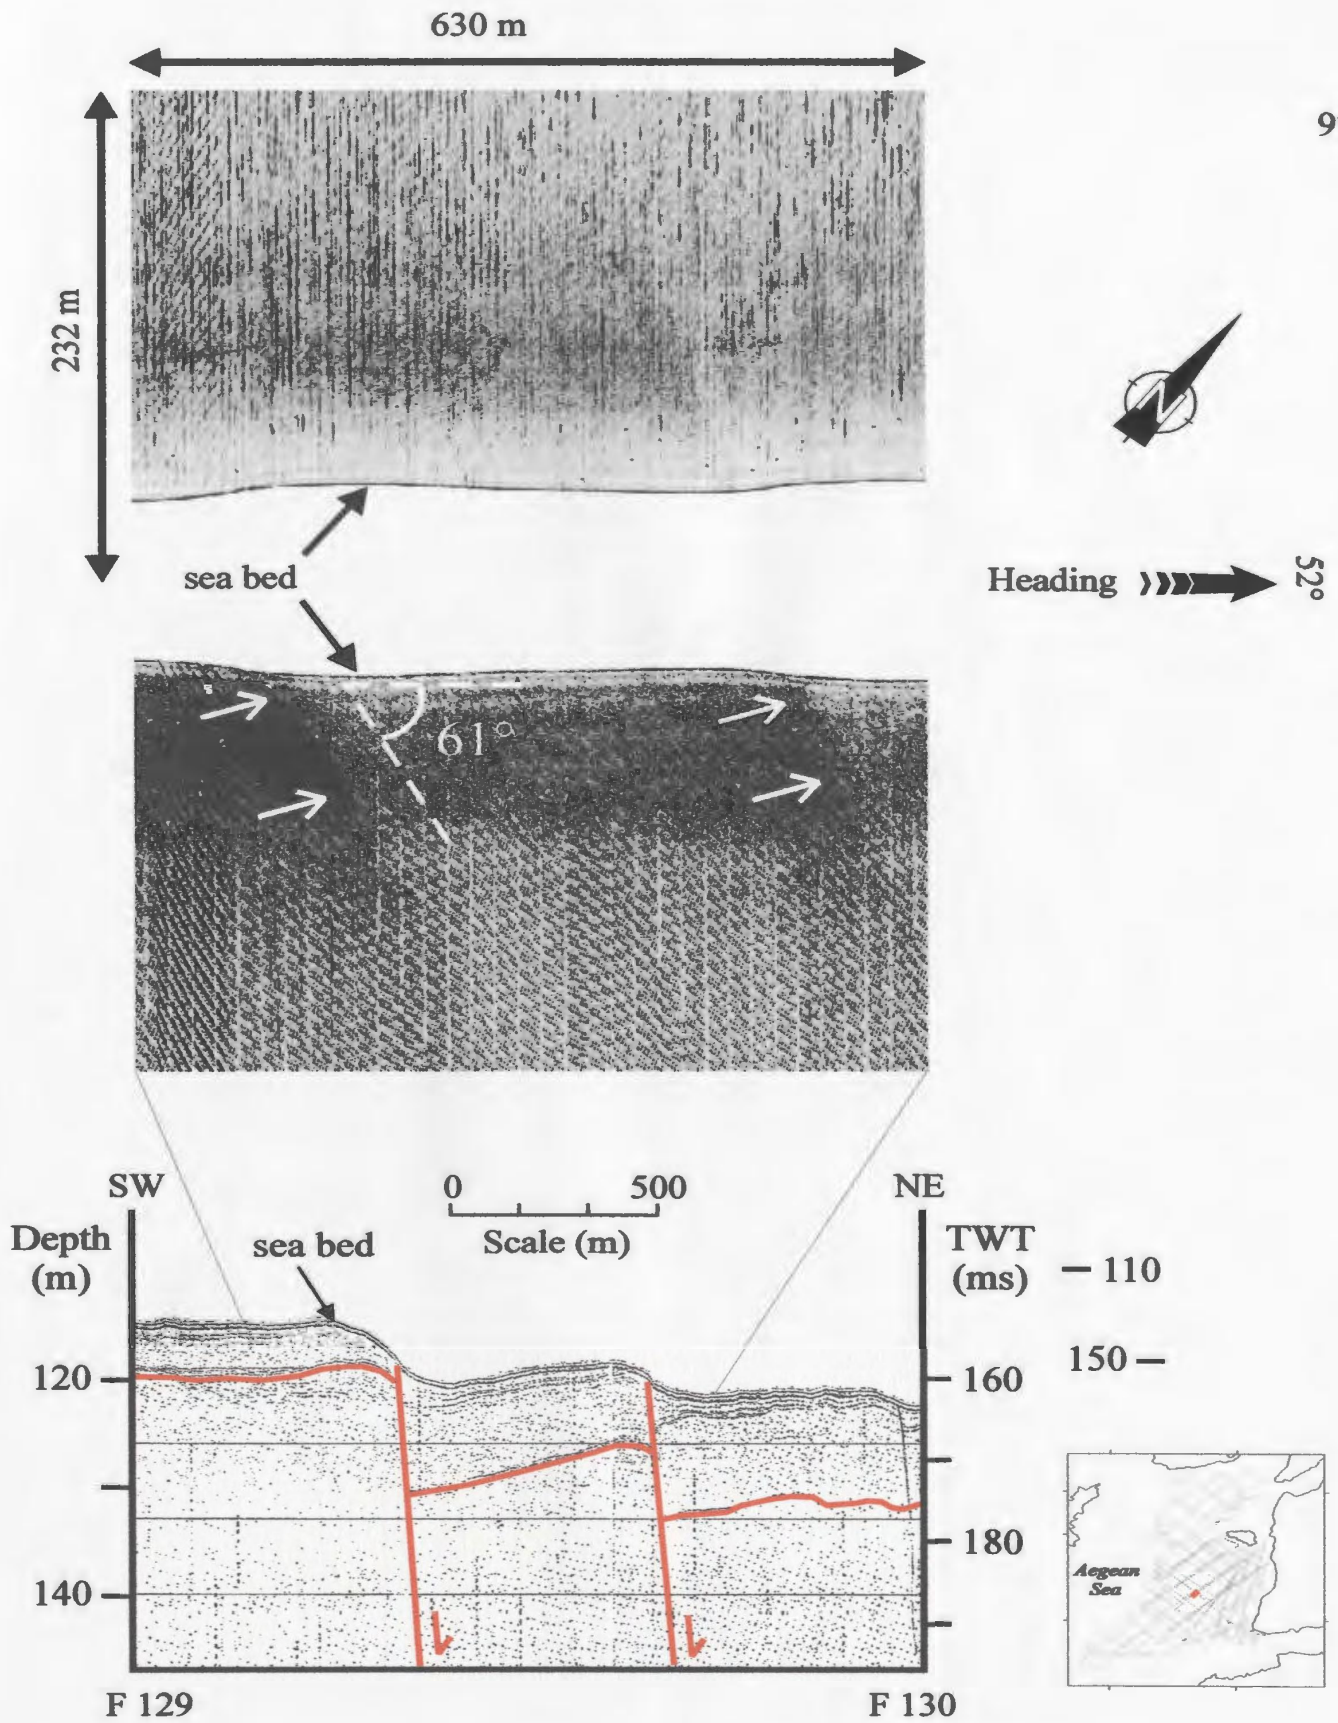 630 m
9
232 m
N
sea bed
Heading
52°
61°
SW
0
500
NE
Depth
(m)
sea bed
Scale (m)
TWT
(ms)
110
150
120
160
180
140
Aegean
Sea
F 129
F 130